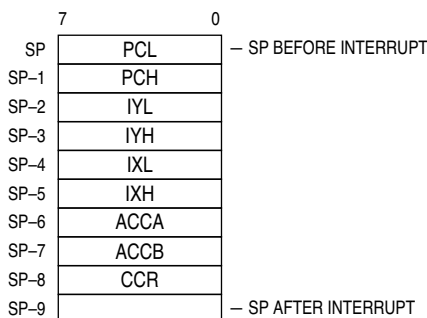 7 0
SP PCL — SP BEFORE INTERRUPT
SP–1 PCH
SP–2 IYL
SP–3 IYH
SP–4 IXL
SP–5 IXH
SP–6 ACCA
SP–7 ACCB
SP–8 CCR
SP–9 — SP AFTER INTERRUPT